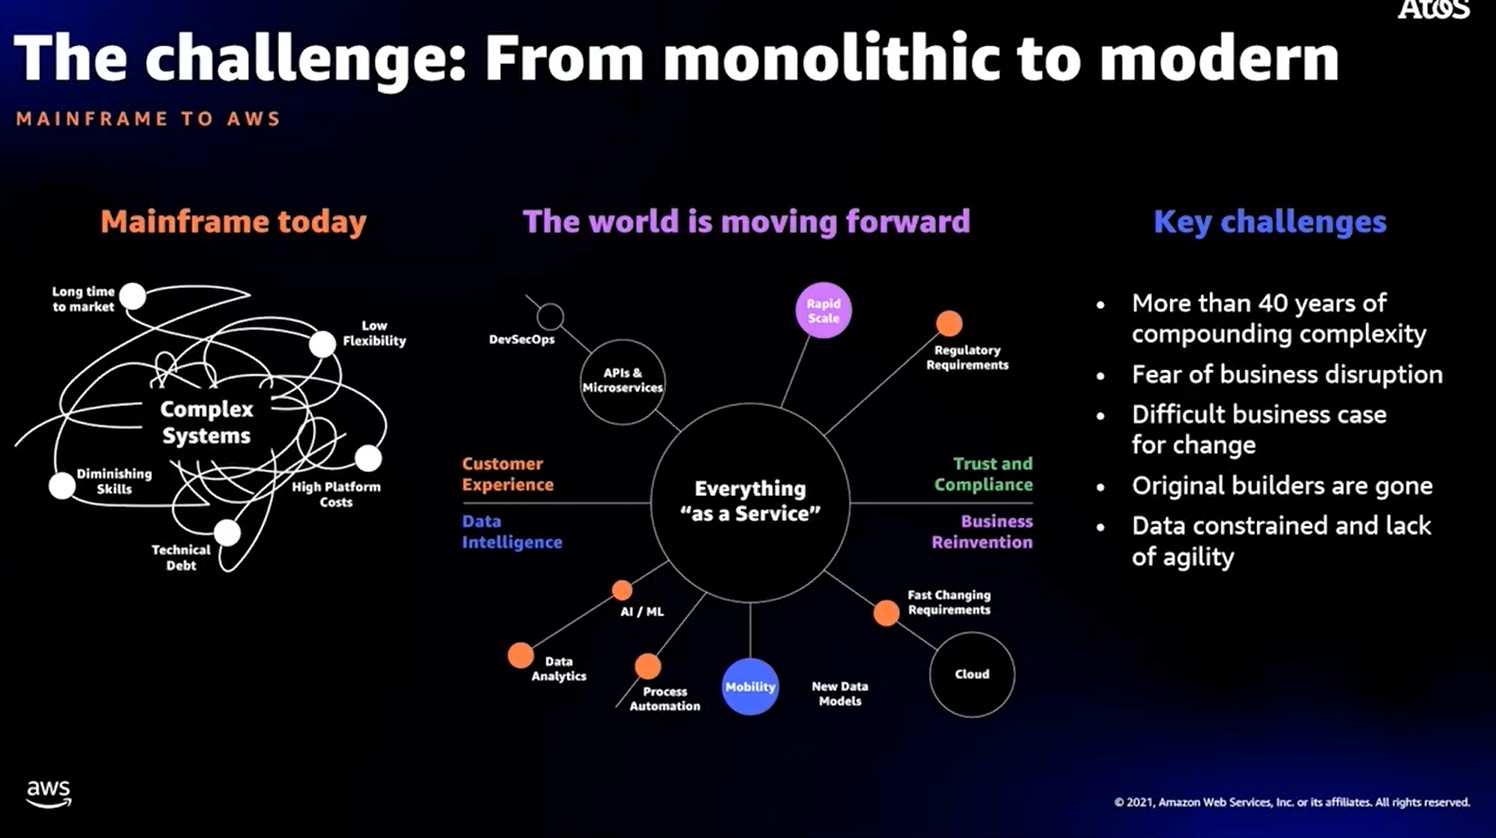 Atos
The challenge: From monolithic to modern
MAINFRAME TO AWS
Mainframe today
Long time
to market
Low
Flexibility
Complex
Systems
Diminishing
Skills
High Platform
Costs
Technical
Debt
The world is moving forward
DevSecOps
APIs &
Microservices
Rapid
Scale
Regulatory
Requirements
Customer
Experience
Trust and
Compliance
Everything
“as a Service”
Data
Intelligence
Business
Reinvention
AI / ML
Data
Analytics
Process
Automation
Mobility
New Data
Models
Fast Changing
Requirements
Cloud
Key challenges
• More than 40 years of
compounding complexity
• Fear of business disruption
• Difficult business case
for change
• Original builders are gone
• Data constrained and lack
of agility
aws
© 2021, Amazon Web Services, Inc. or its affiliates. All rights reserved.